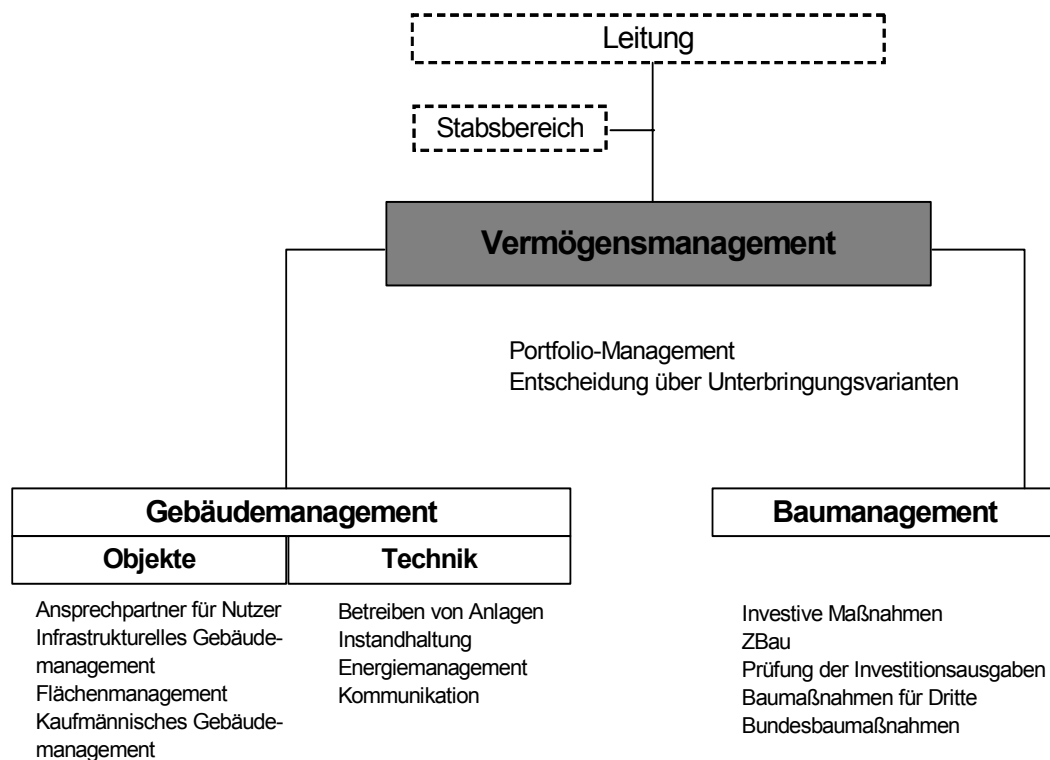 Leitung
Stabsbereich
Vermögensmanagement
Portfolio-Management
Entscheidung über Unterbringungsvarianten
Gebäudemanagement
Objekte
Technik
Ansprechpartner für Nutzer
Infrastrukturelles Gebäude-
management
Flächenmanagement
Kaufmännisches Gebäude-
management
Betreiben von Anlagen
Instandhaltung
Energiemanagement
Kommunikation
Baumanagement
Investive Maßnahmen
ZBau
Prüfung der Investitionsausgaben
Baumaßnahmen für Dritte
Bundesbaumaßnahmen